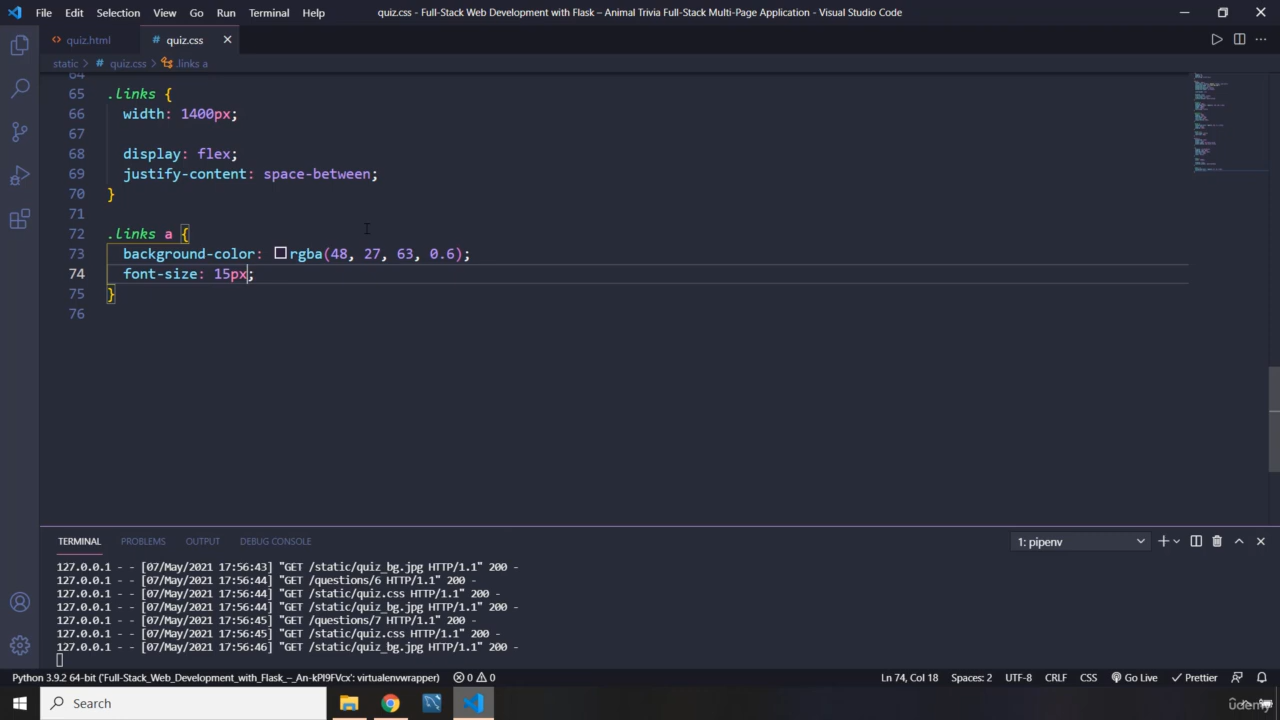 File Edit Selection View Go Run Terminal Help quiz.css - Full-Stack Web Development with Flask – Animal Trivia Full-Stack Multi-Page Application - Visual Studio Code
quiz.html quiz.css
static > quiz.css > .links a
64
65 .links {
66 width: 1400px;
67
68 display: flex;
69 justify-content: space-between;
70 }
71
72 .links a {
73 background-color: rgba(48, 27, 63, 0.6);
74 font-size: 15px;
75 }
76
TERMINAL PROBLEMS OUTPUT DEBUG CONSOLE 1: pipenv
127.0.0.1 - - [07/May/2021 17:56:43] "GET /static/quiz_bg.jpg HTTP/1.1" 200 -
127.0.0.1 - - [07/May/2021 17:56:44] "GET /questions/6 HTTP/1.1" 200 -
127.0.0.1 - - [07/May/2021 17:56:44] "GET /static/quiz.css HTTP/1.1" 200 -
127.0.0.1 - - [07/May/2021 17:56:44] "GET /static/quiz_bg.jpg HTTP/1.1" 200 -
127.0.0.1 - - [07/May/2021 17:56:45] "GET /questions/7 HTTP/1.1" 200 -
127.0.0.1 - - [07/May/2021 17:56:45] "GET /static/quiz.css HTTP/1.1" 200 -
127.0.0.1 - - [07/May/2021 17:56:46] "GET /static/quiz_bg.jpg HTTP/1.1" 200 -
Python 3.9.2 64-bit ('Full-Stack_Web_Development_with_Flask_–_An-kPI9FVcx': virtualenvwrapper) 0 0 Ln 74, Col 18 Spaces: 2 UTF-8 CRLF CSS Go Live Prettier
Search
Udemy